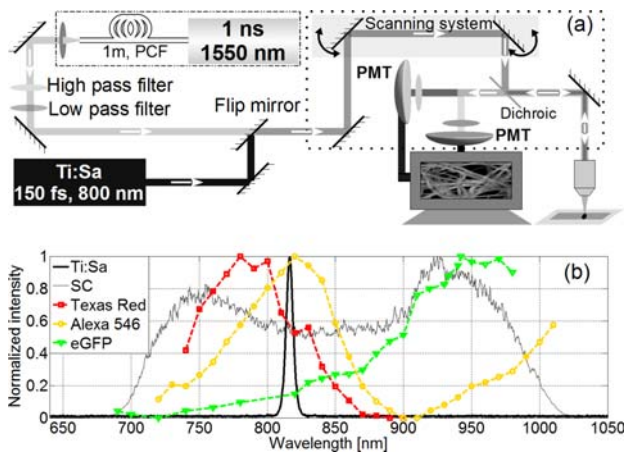 Scanning system
(a)
1 ns
1550 nm
1m, PCF
PMT
High pass filter
Low pass filter
Flip mirror
Dichroic
PMT
Ti:Sa
150 fs, 800 nm
(b)
Ti:Sa
SC
Texas Red
Alexa 546
eGFP
Normalized intensity
1
0.8
0.6
0.4
0.2
0
650 700 750 800 850 900 950 1000 1050
Wavelength [nm]